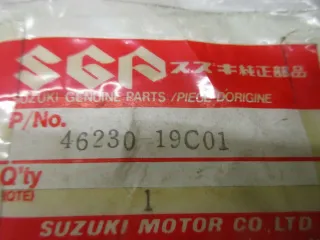 SGP スズキ純正部品
SUZUKI GENUINE PARTS / PIECE D'ORIGINE
P/No.
46230-19C01
Q'ty
(QTE)
1
SUZUKI MOTOR CO.,LTD.